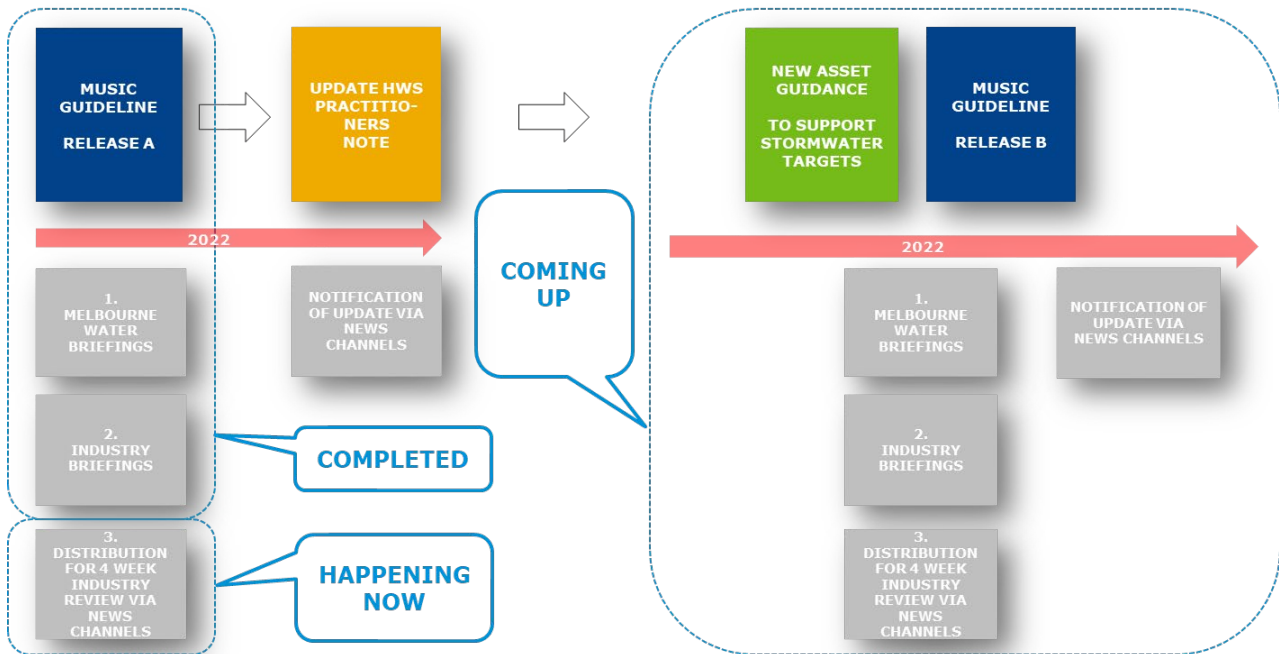 MUSIC
GUIDELINE
RELEASE A
UPDATE HWS
PRACTITIO-
NERS
NOTE
NEW ASSET
GUIDANCE
TO SUPPORT
STORMWATER
TARGETS
MUSIC
GUIDELINE
RELEASE B
2022
2022
COMING
UP
1.
MELBOURNE
WATER
BRIEFINGS
NOTIFICATION
OF UPDATE VIA
NEWS
CHANNELS
1.
MELBOURNE
WATER
BRIEFINGS
NOTIFICATION OF
UPDATE VIA
NEWS CHANNELS
2.
INDUSTRY
BRIEFINGS
COMPLETED
2.
INDUSTRY
BRIEFINGS
3.
DISTRIBUTION
FOR 4 WEEK
INDUSTRY
REVIEW VIA
NEWS
CHANNELS
HAPPENING
NOW
3.
DISTRIBUTION
FOR 4 WEEK
INDUSTRY
REVIEW VIA
NEWS
CHANNELS